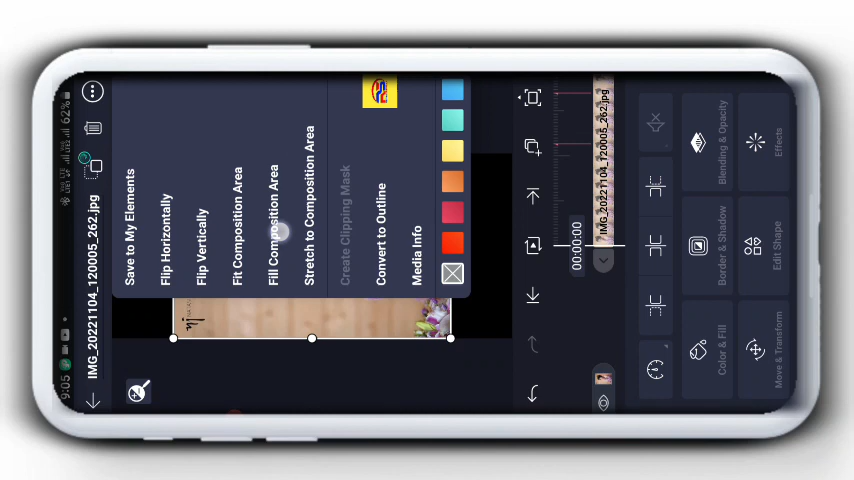 9:05
62%
IMG_20221104_120005_262.jpg
Save to My Elements
Flip Horizontally
Flip Vertically
Fit Composition Area
Fill Composition Area
Stretch to Composition Area
Create Clipping Mask
Convert to Outline
Media Info
00:00:00
IMG_20221104_120005_262.jpg
Color & Fill
Border & Shadow
Blending & Opacity
Move & Transform
Edit Shape
Effects